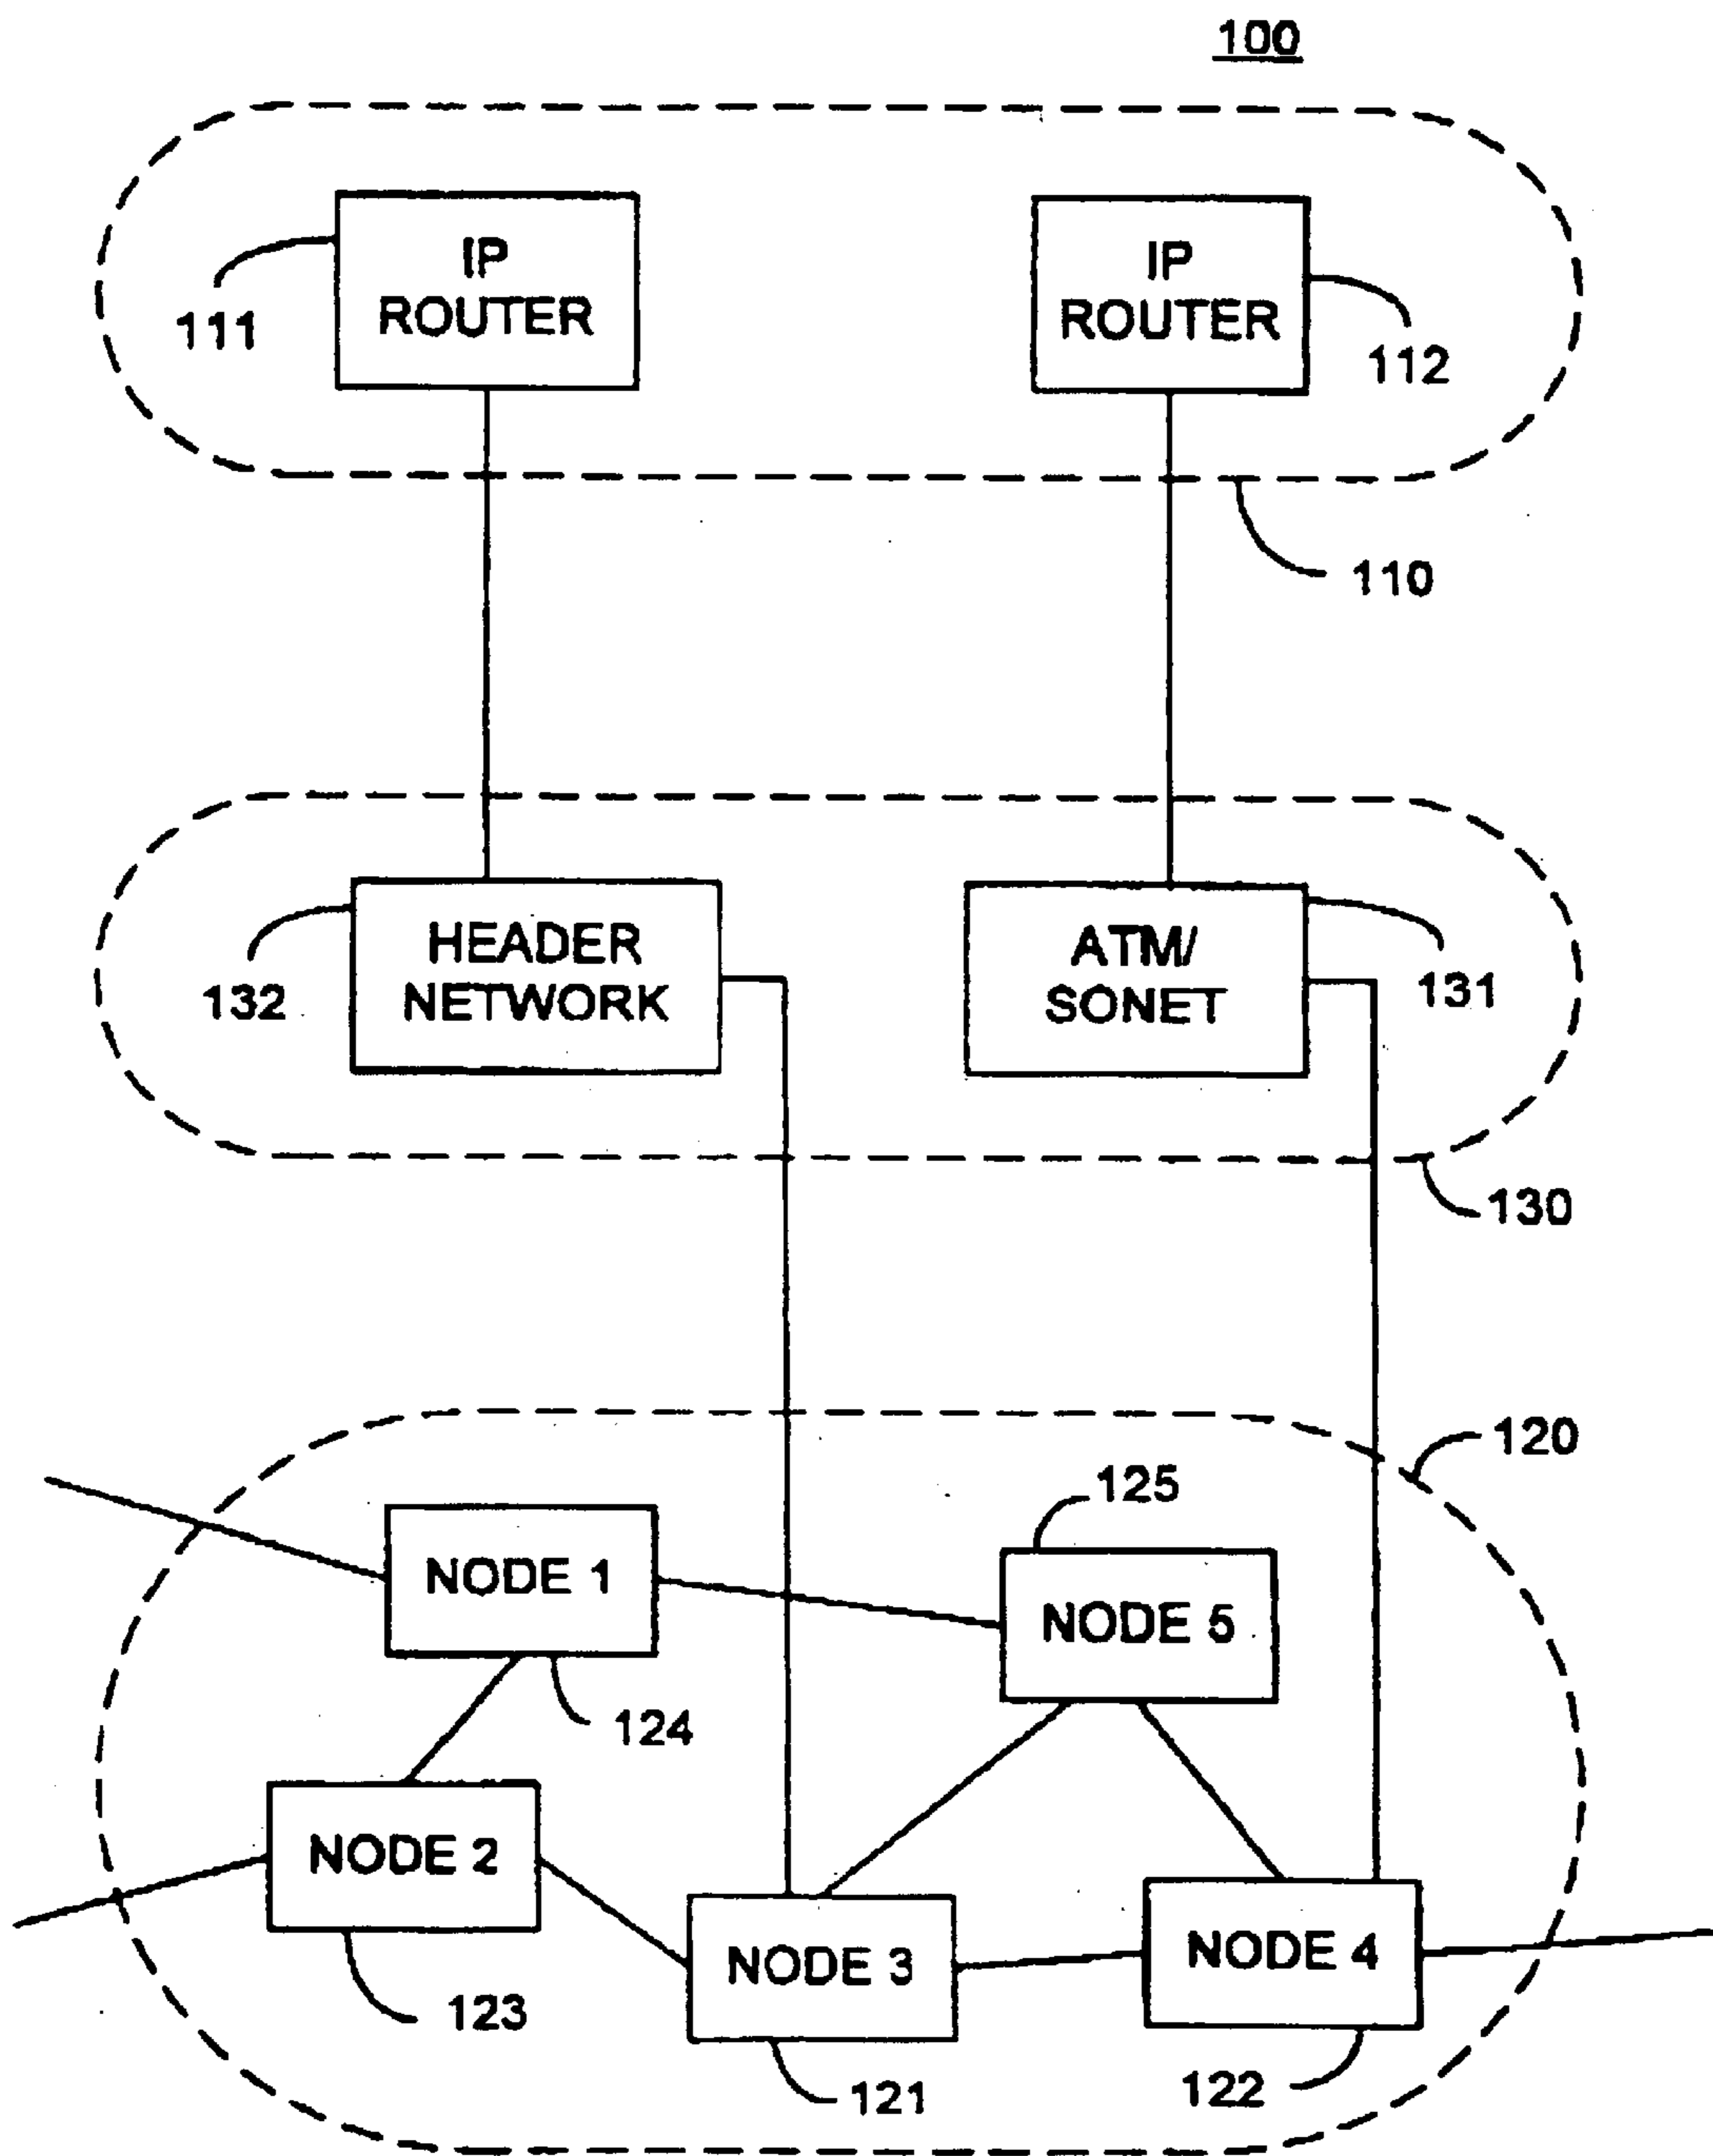 100
IP
ROUTER
111
IP
ROUTER
112
110
HEADER
NETWORK
132
ATM/
SONET
131
130
120
125
NODE 1
NODE 5
124
NODE 2
NODE 3
NODE 4
123
121
122